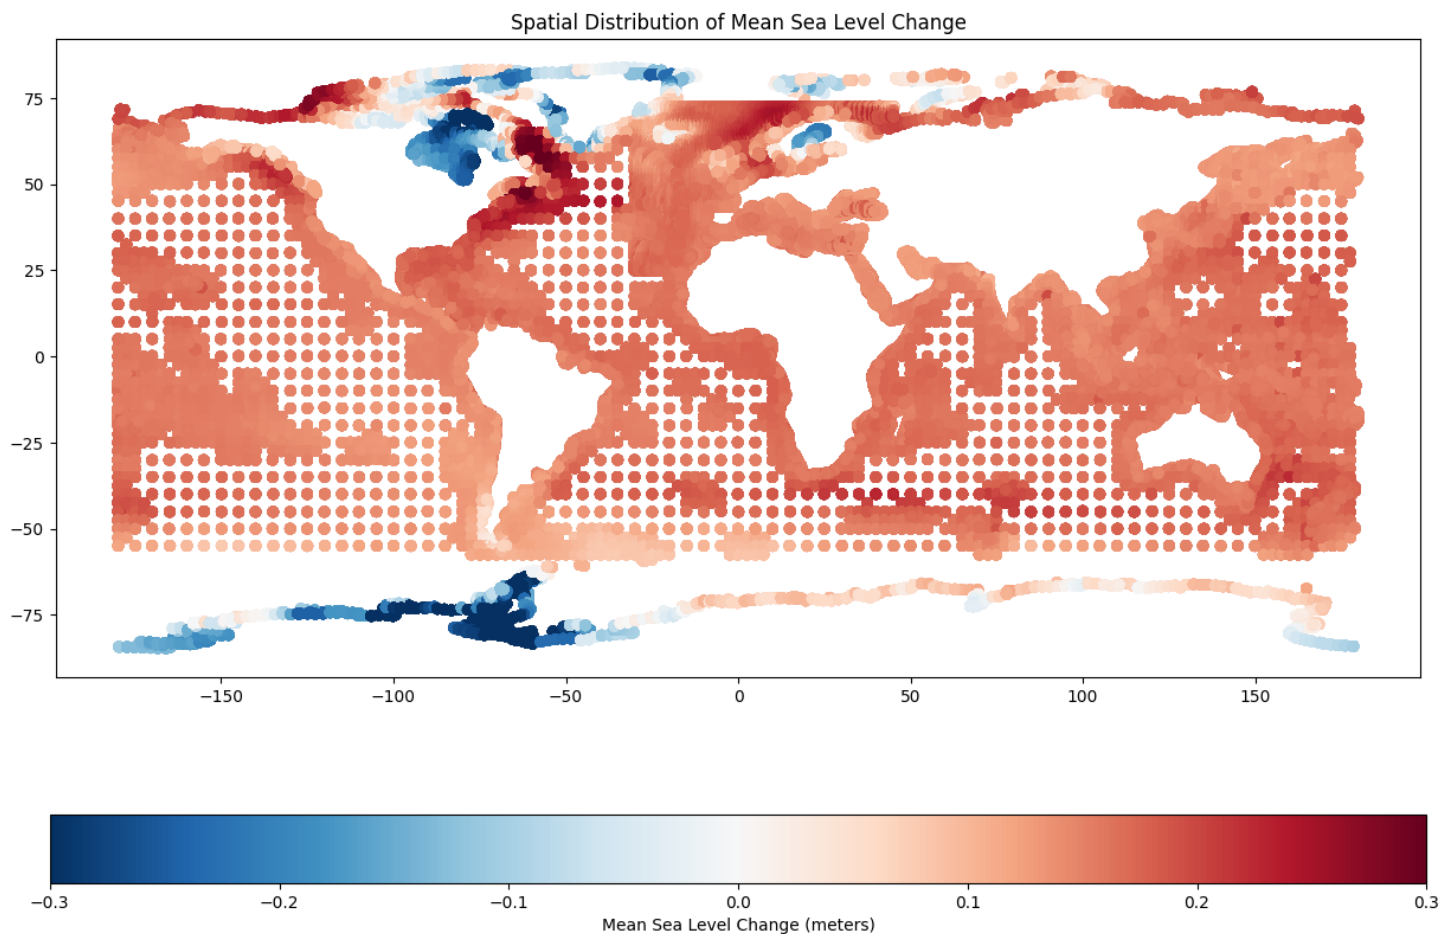 Spatial Distribution of Mean Sea Level Change
75
50
25
0
−25
−50
−75
−150 −100 −50 0 50 100 150
−0.3 −0.2 −0.1 0.0 0.1 0.2 0.3
Mean Sea Level Change (meters)